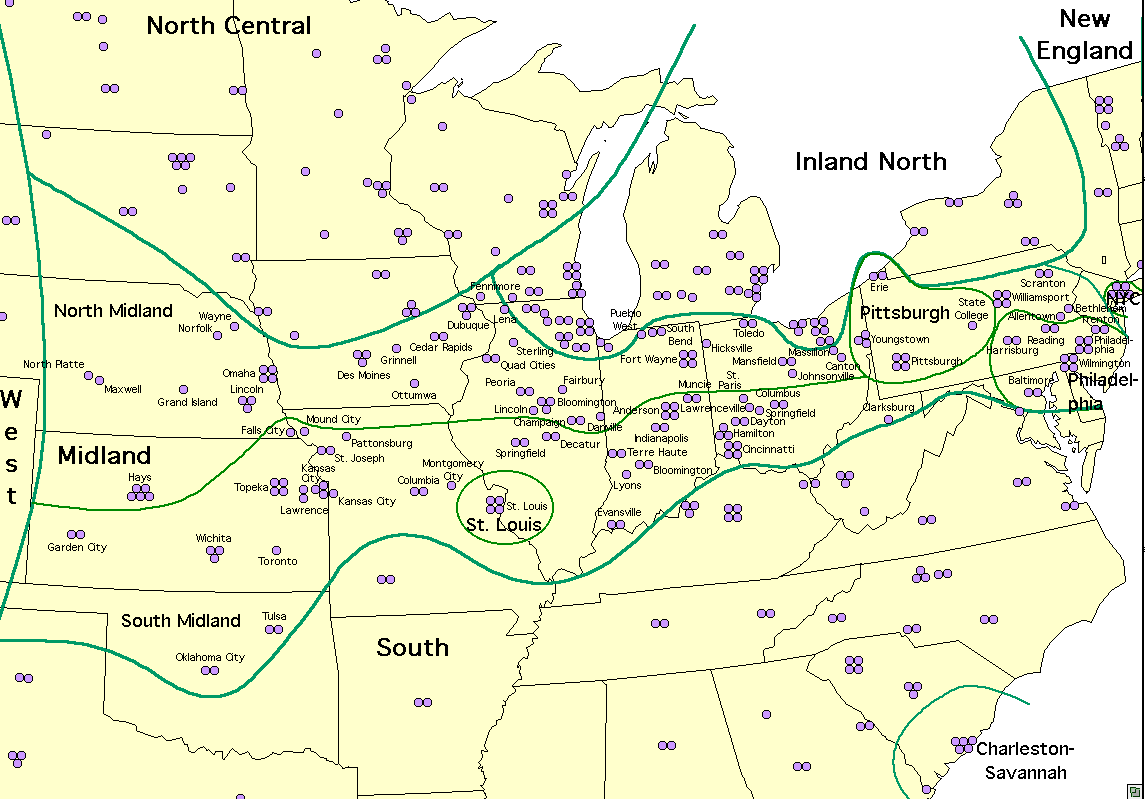 North Central
New
England
Inland North
Erie
Scranton
Fennimore
North Midland
Wayne
Norfolk
Pittsburgh
State
College
Williamsport
NYC
Bethlehem
Allentown
Trenton
Lena
Dubuque
Pueblo
West
South
Bend
Toledo
Youngstown
Harrisburg
Reading
Philadel-
phia
Cedar Rapids
Grinnell
Des Moines
Sterling
Quad Cities
Fort Wayne
Hicksville
Mansfield
Massillon
Canton
Pittsburgh
Wilmington
North Platte
Maxwell
Omaha
Lincoln
Grand Island
Ottumwa
Peoria
Fairbury
Bloomington
Lincoln
Muncie
St.
Paris
Johnsonville
Columbus
Baltimore
Philadel-
phia
West
Falls City
Mound City
Champaign
Danville
Anderson
Lawrenceville
Springfield
Clarksburg
Dayton
Hamilton
Midland
Pattonsburg
St. Joseph
Springfield
Decatur
Indianapolis
Terre Haute
Cincinnatti
Hays
Topeka
Kansas
City
Lawrence
Kansas City
Montgomery
City
Columbia
Bloomington
Lyons
St. Louis
St. Louis
Evansville
Garden City
Wichita
Toronto
South Midland
Tulsa
Oklahoma City
South
Charleston-
Savannah